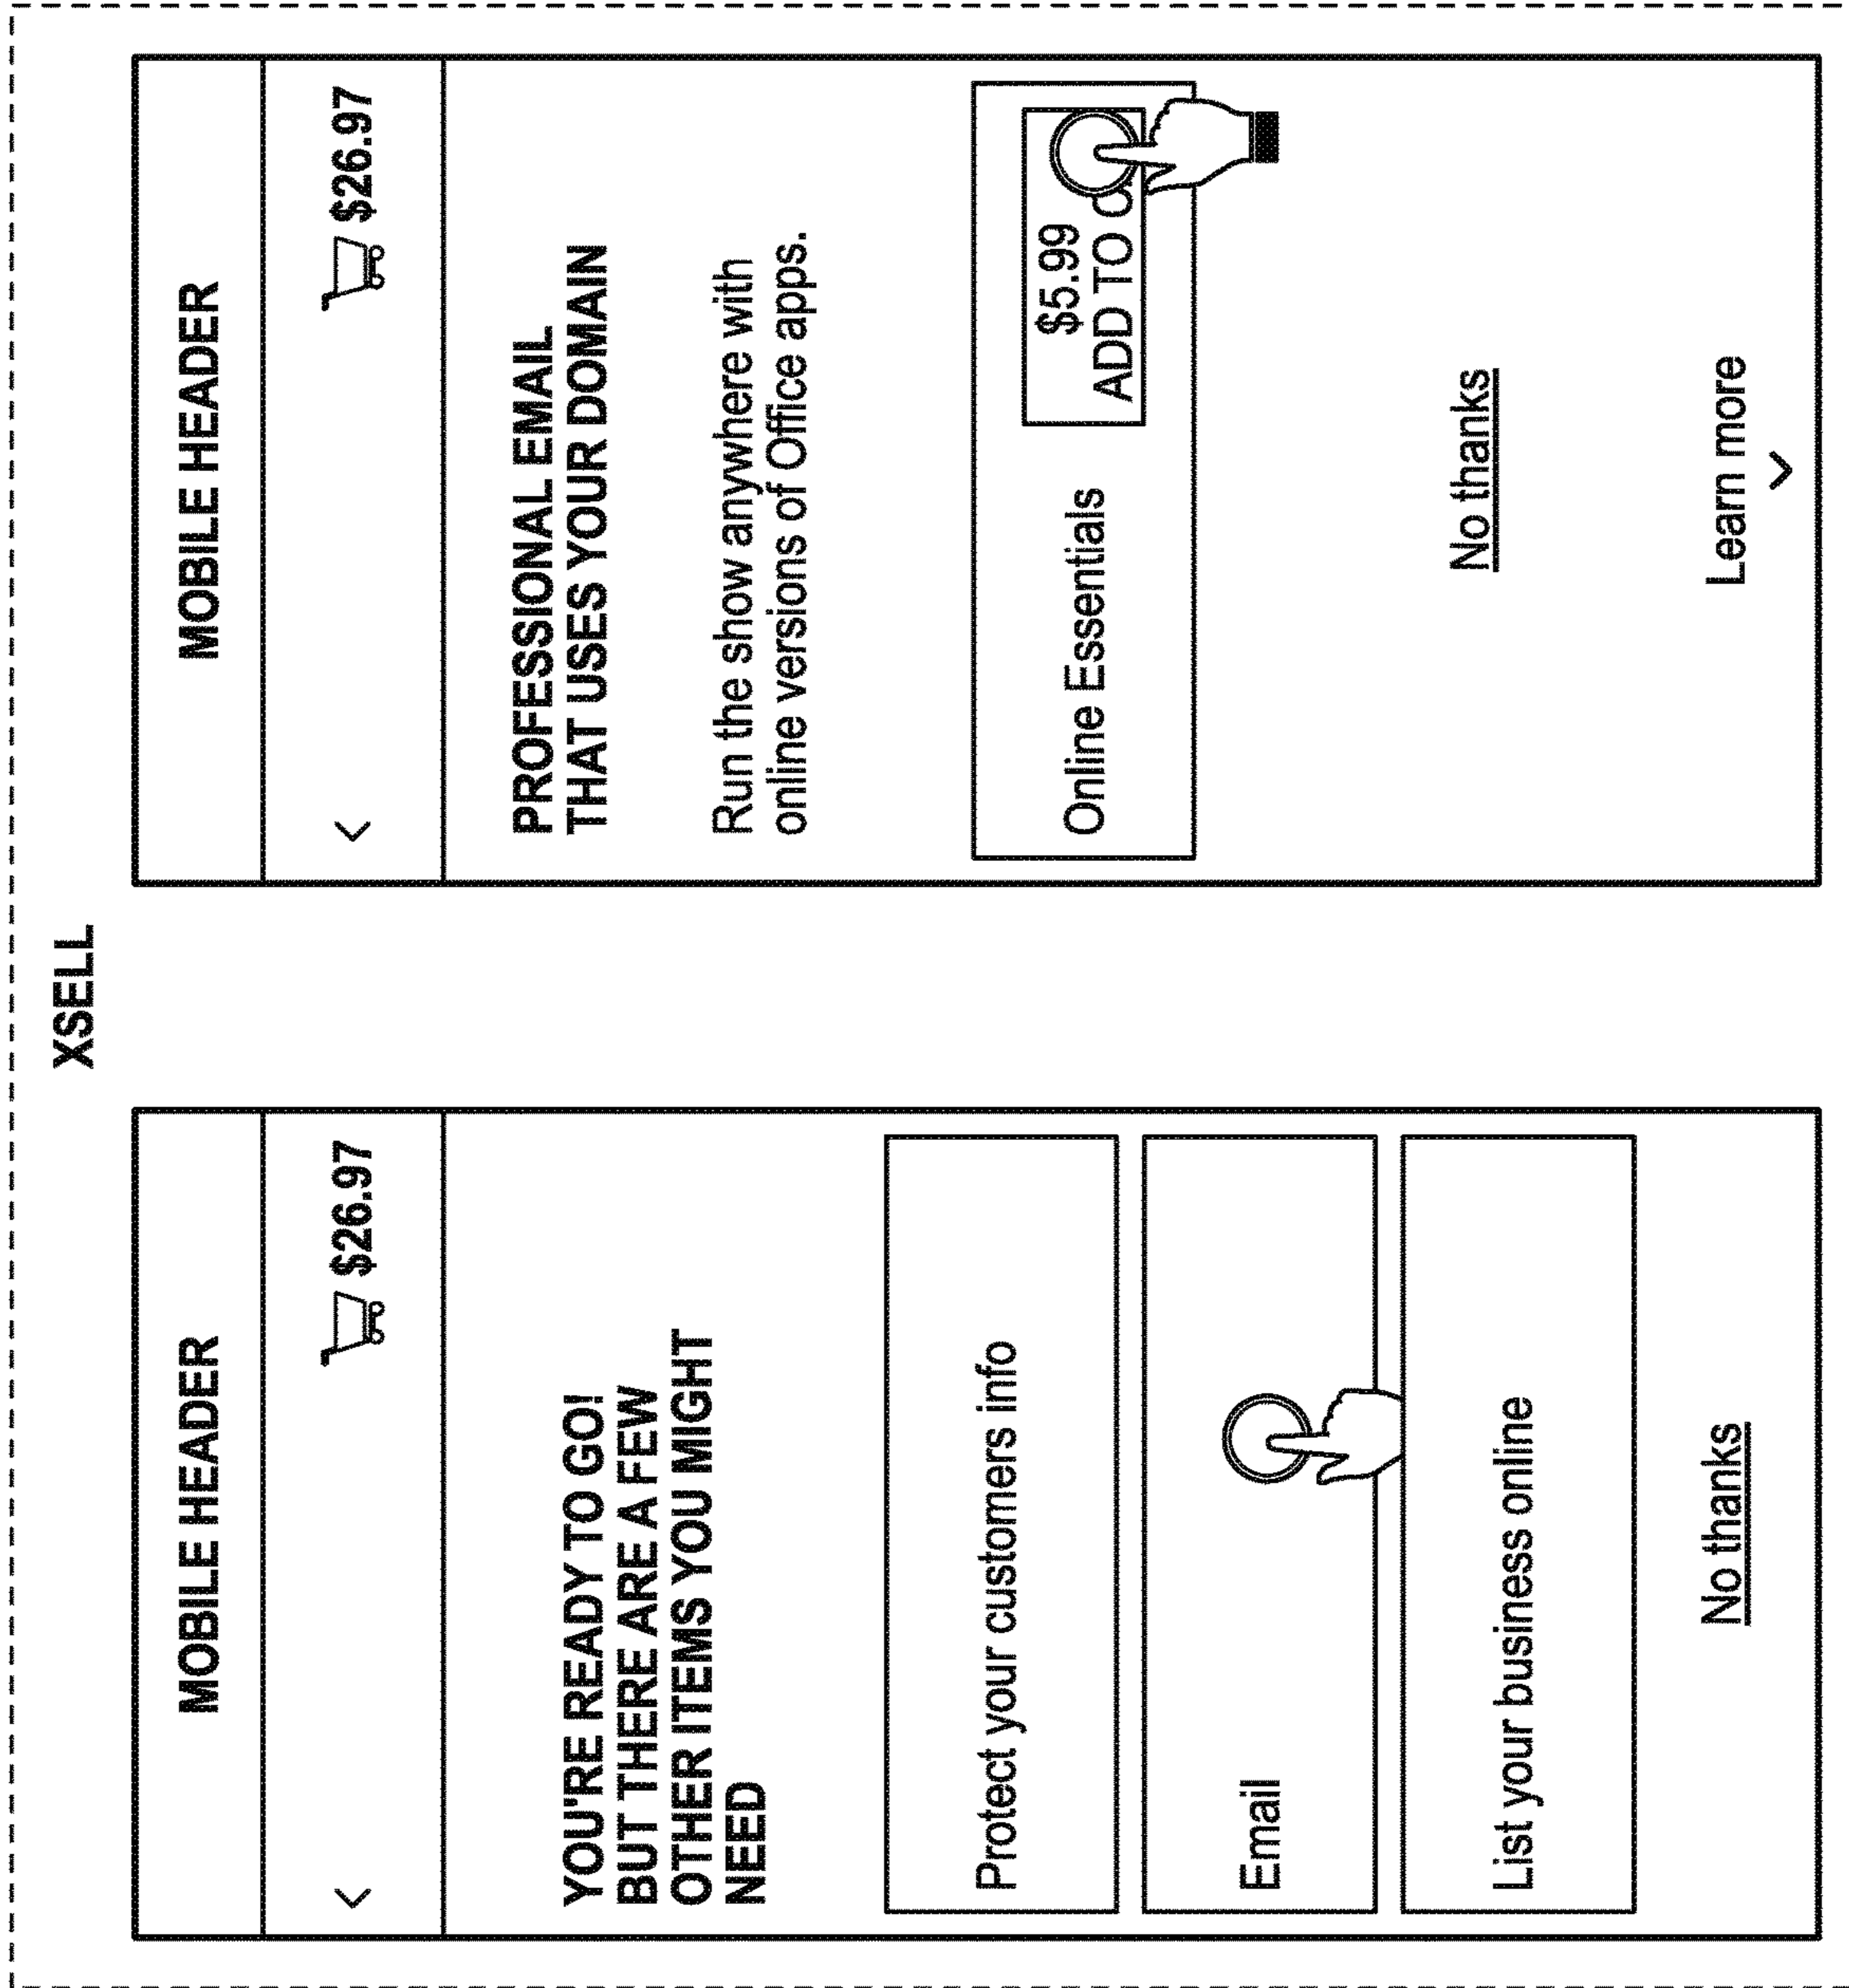 XSELL
MOBILE HEADER
< $26.97
YOU'RE READY TO GO!
BUT THERE ARE A FEW
OTHER ITEMS YOU MIGHT
NEED
Protect your customers info
Email
List your business online
No thanks
MOBILE HEADER
< $26.97
PROFESSIONAL EMAIL
THAT USES YOUR DOMAIN
Run the show anywhere with
online versions of Office apps.
Online Essentials
$5.99
ADD TO
No thanks
Learn more